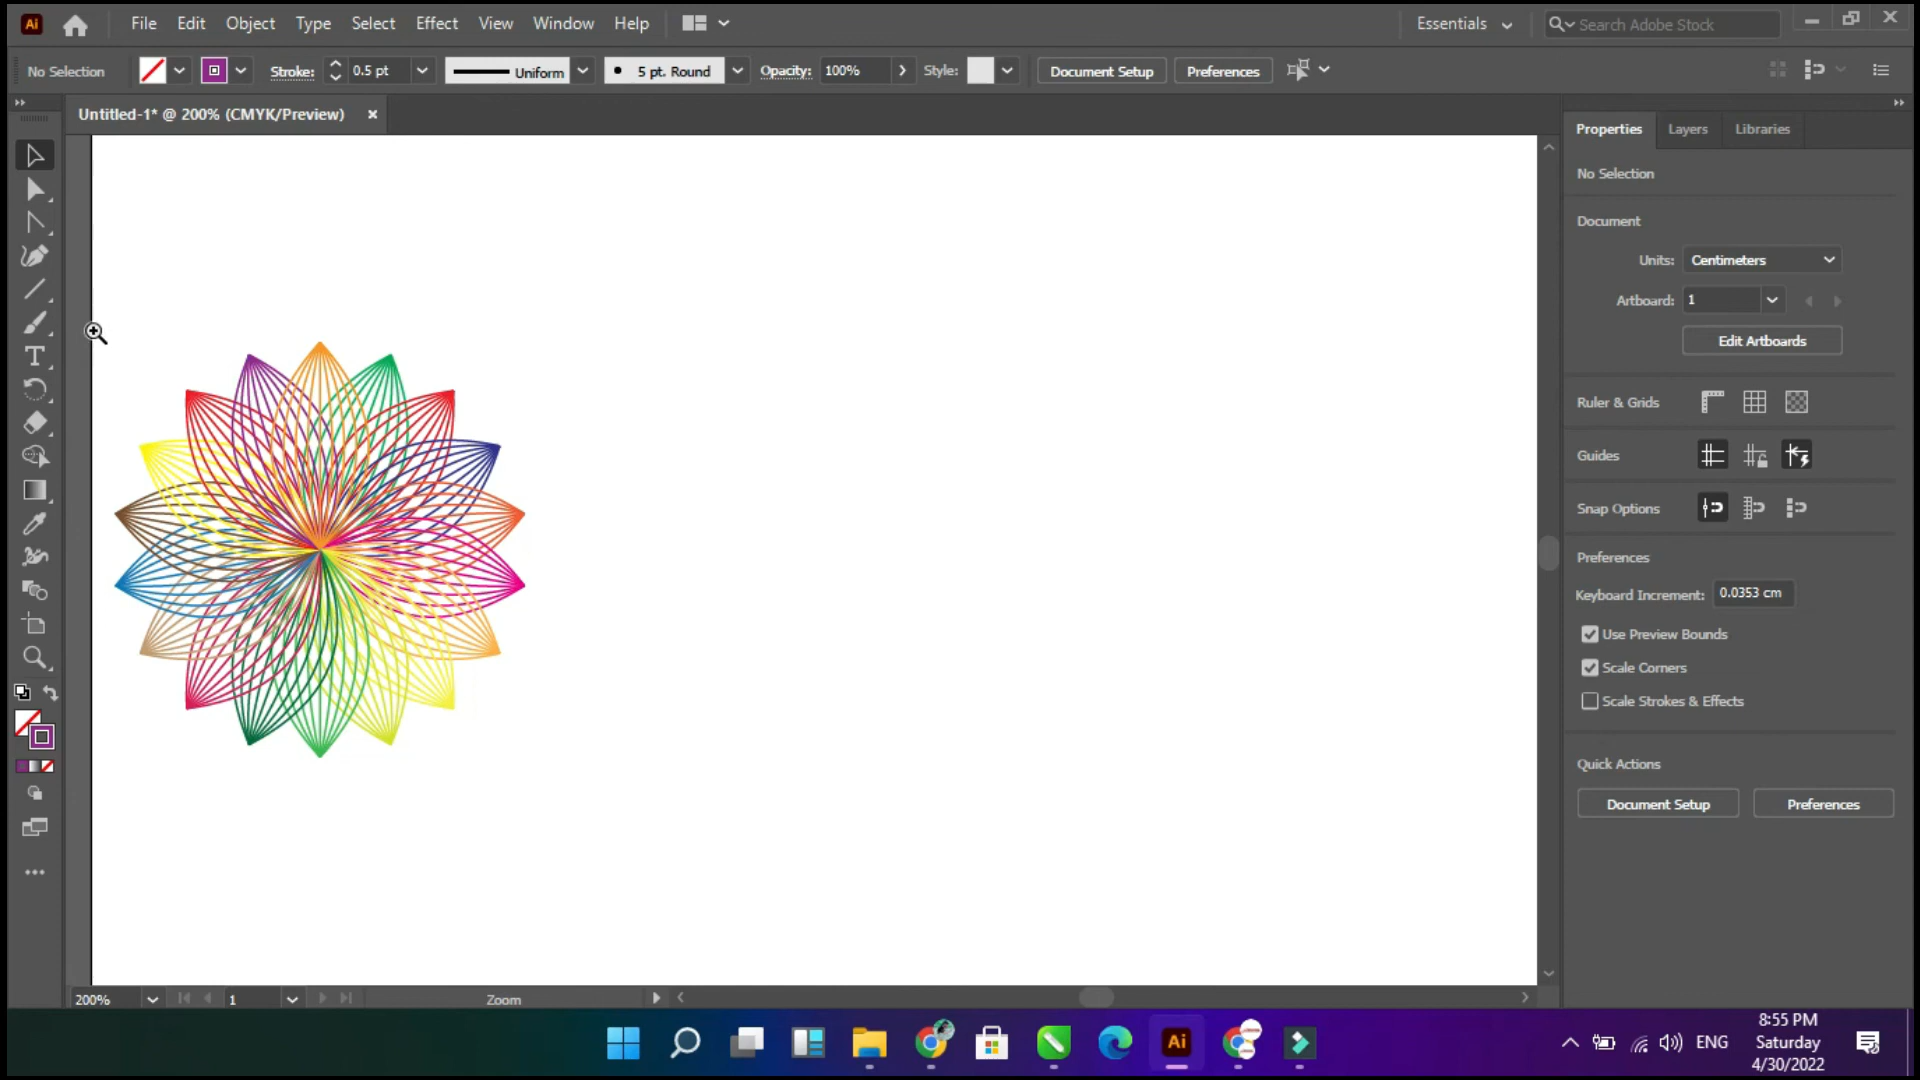 Ai File Edit Object Type Select Effect View Window Help Essentials Search Adobe Stock
No Selection Stroke: 0.5 pt Uniform 5 pt. Round Opacity: 100% Style: Document Setup Preferences
Untitled-1* @ 200% (CMYK/Preview)
Properties Layers Libraries
No Selection
Document
Units: Centimeters
Artboard: 1
Edit Artboards
Ruler & Grids
Guides
Snap Options
Preferences
Keyboard Increment: 0.0353 cm
Use Preview Bounds
Scale Corners
Scale Strokes & Effects
Quick Actions
Document Setup Preferences
200% 1 Zoom
Ai ENG
8:55 PM
Saturday
4/30/2022